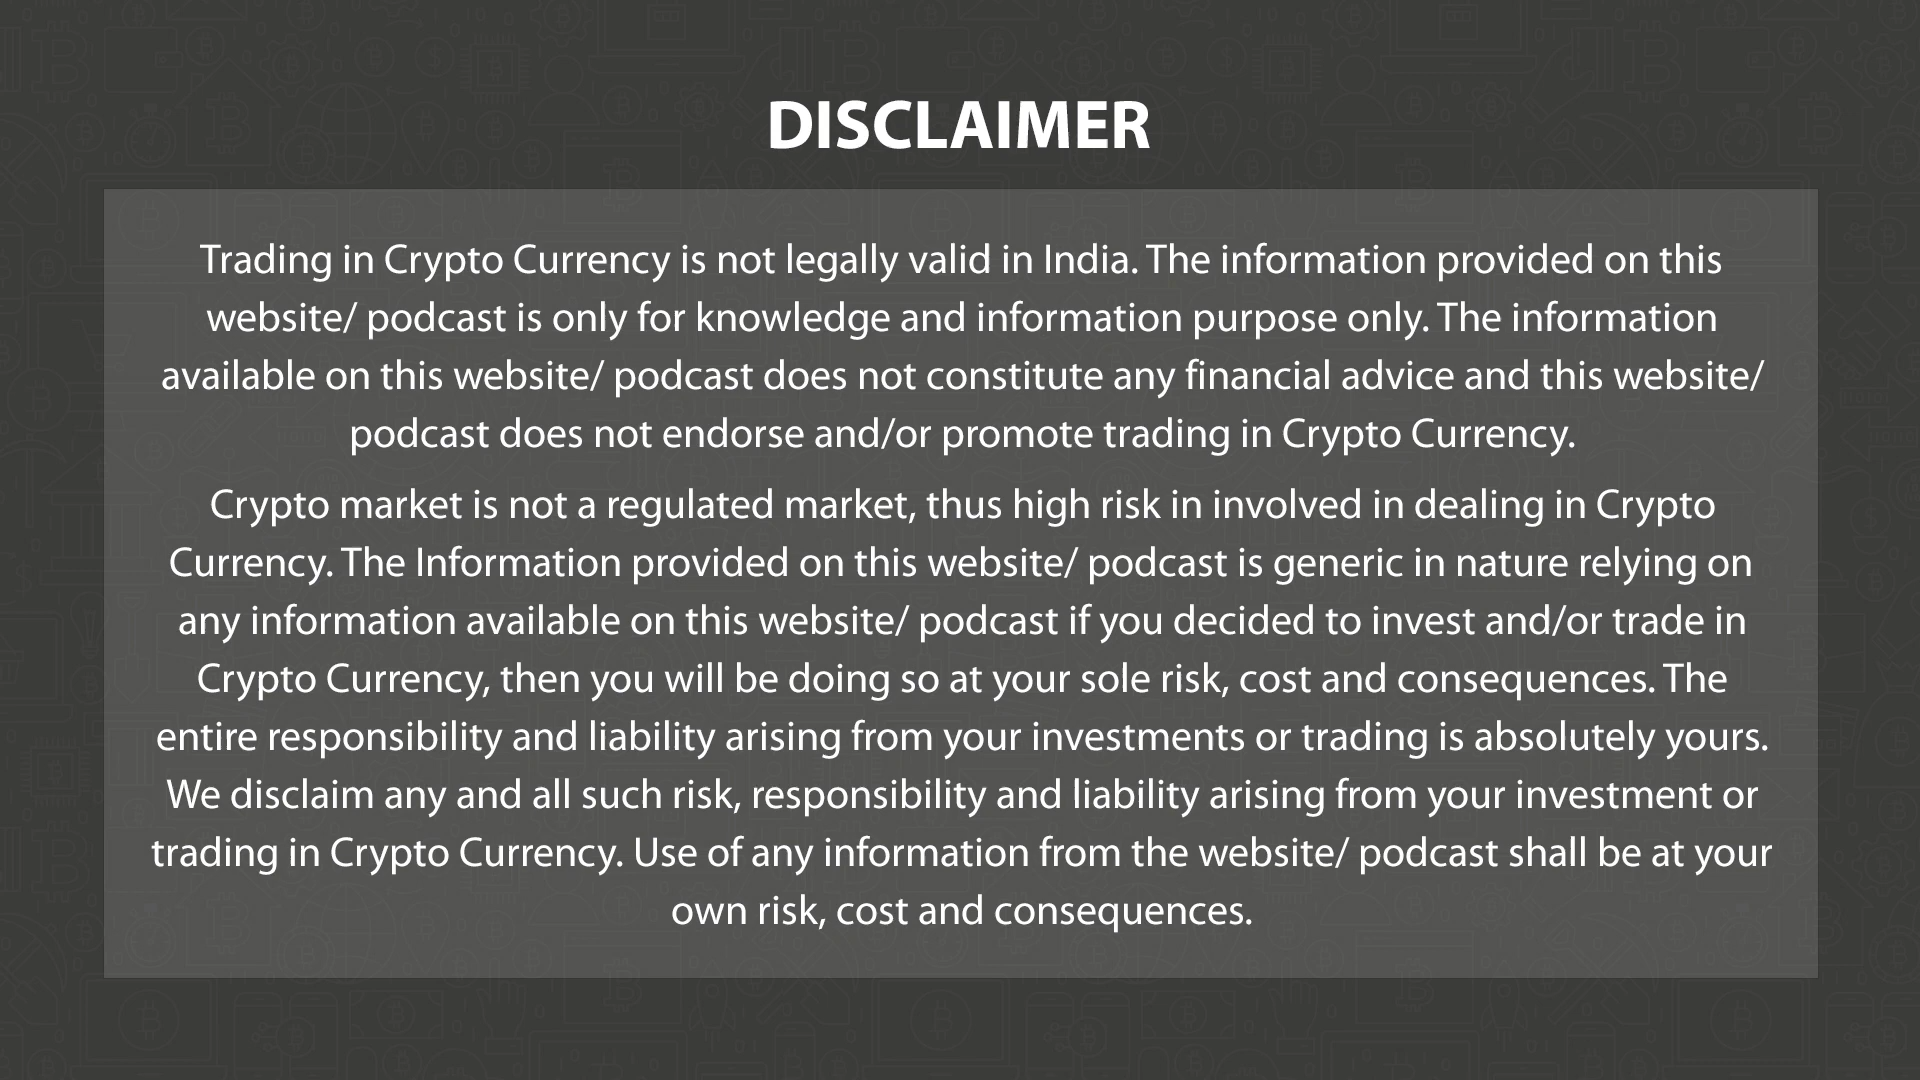 DISCLAIMER
Trading in Crypto Currency is not legally valid in India. The information provided on this
website/ podcast is only for knowledge and information purpose only. The information
available on this website/ podcast does not constitute any financial advice and this website/
podcast does not endorse and/or promote trading in Crypto Currency.
Crypto market is not a regulated market, thus high risk in involved in dealing in Crypto
Currency. The Information provided on this website/ podcast is generic in nature relying on
any information available on this website/ podcast if you decided to invest and/or trade in
Crypto Currency, then you will be doing so at your sole risk, cost and consequences. The
entire responsibility and liability arising from your investments or trading is absolutely yours.
We disclaim any and all such risk, responsibility and liability arising from your investment or
trading in Crypto Currency. Use of any information from the website/ podcast shall be at your
own risk, cost and consequences.